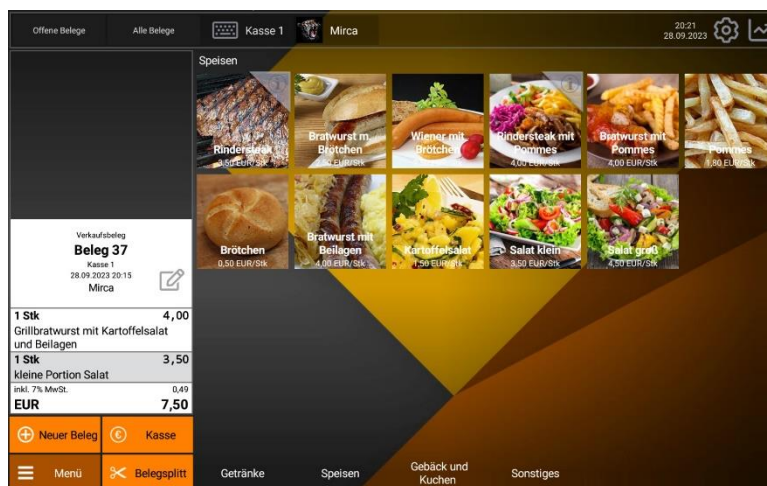 Offene Belege
Alle Belege
Kasse 1
Mirca
20:21
28.09.2023
Speisen
Rindersteak
3,50 EUR/Stk
Bratwurst m.
Brötchen
EUR/Stk
Wiener mit
Brötchen
Rindersteak mit
Pommes
4,00 EUR/Stk
Bratwurst mit
Pommes
4,00 EUR/Stk
Pommes
1,80 EUR/Stk
Brötchen
0,50 EUR/Stk
Bratwurst mit
Beilagen
4,00 EUR/Stk
Kartoffelsalat
1,50 EUR/Stk
Salat klein
3,50 EUR/Stk
Salat groß
4,50 EUR/Stk
Verkaufsbeleg
Beleg 37
Kasse 1
28.09.2023 20:15
Mirca
1 Stk 4,00
Grillbratwurst mit Kartoffelsalat
und Beilagen
1 Stk 3,50
kleine Portion Salat
inkl. 7% MwSt. 0,49
EUR 7,50
Neuer Beleg
Kasse
Menü
Belegsplitt
Getränke
Speisen
Gebäck und
Kuchen
Sonstiges